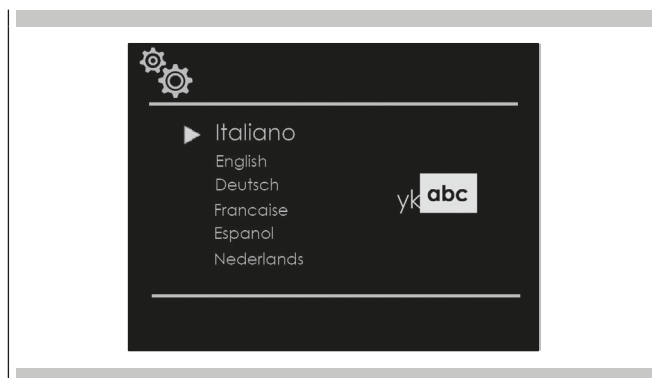 Italiano
English
Deutsch
Francaise
Espanol
Nederlands
yk abc